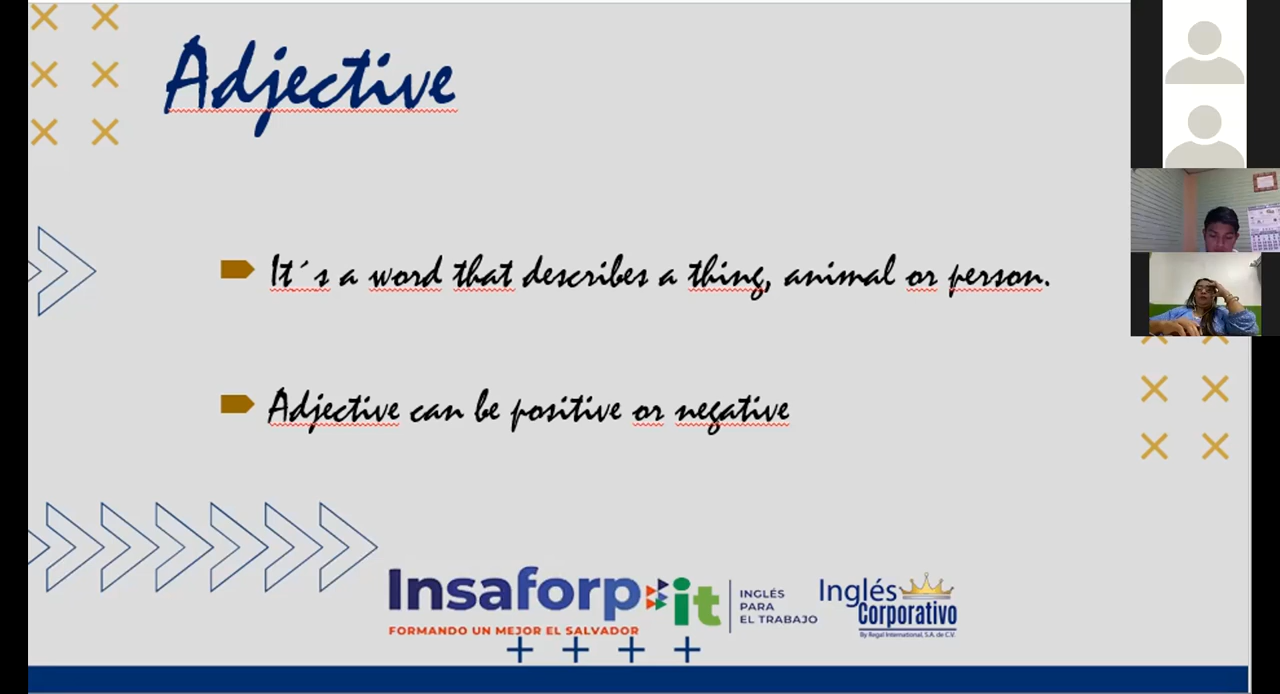 Adjective
It´s a word that describes a thing, animal or person.
Adjective can be positive or negative
Insaforp
FORMANDO UN MEJOR EL SALVADOR
it
INGLÉS
PARA
EL TRABAJO
Inglés
Corporativo
By Regal International, S.A. de C.V.